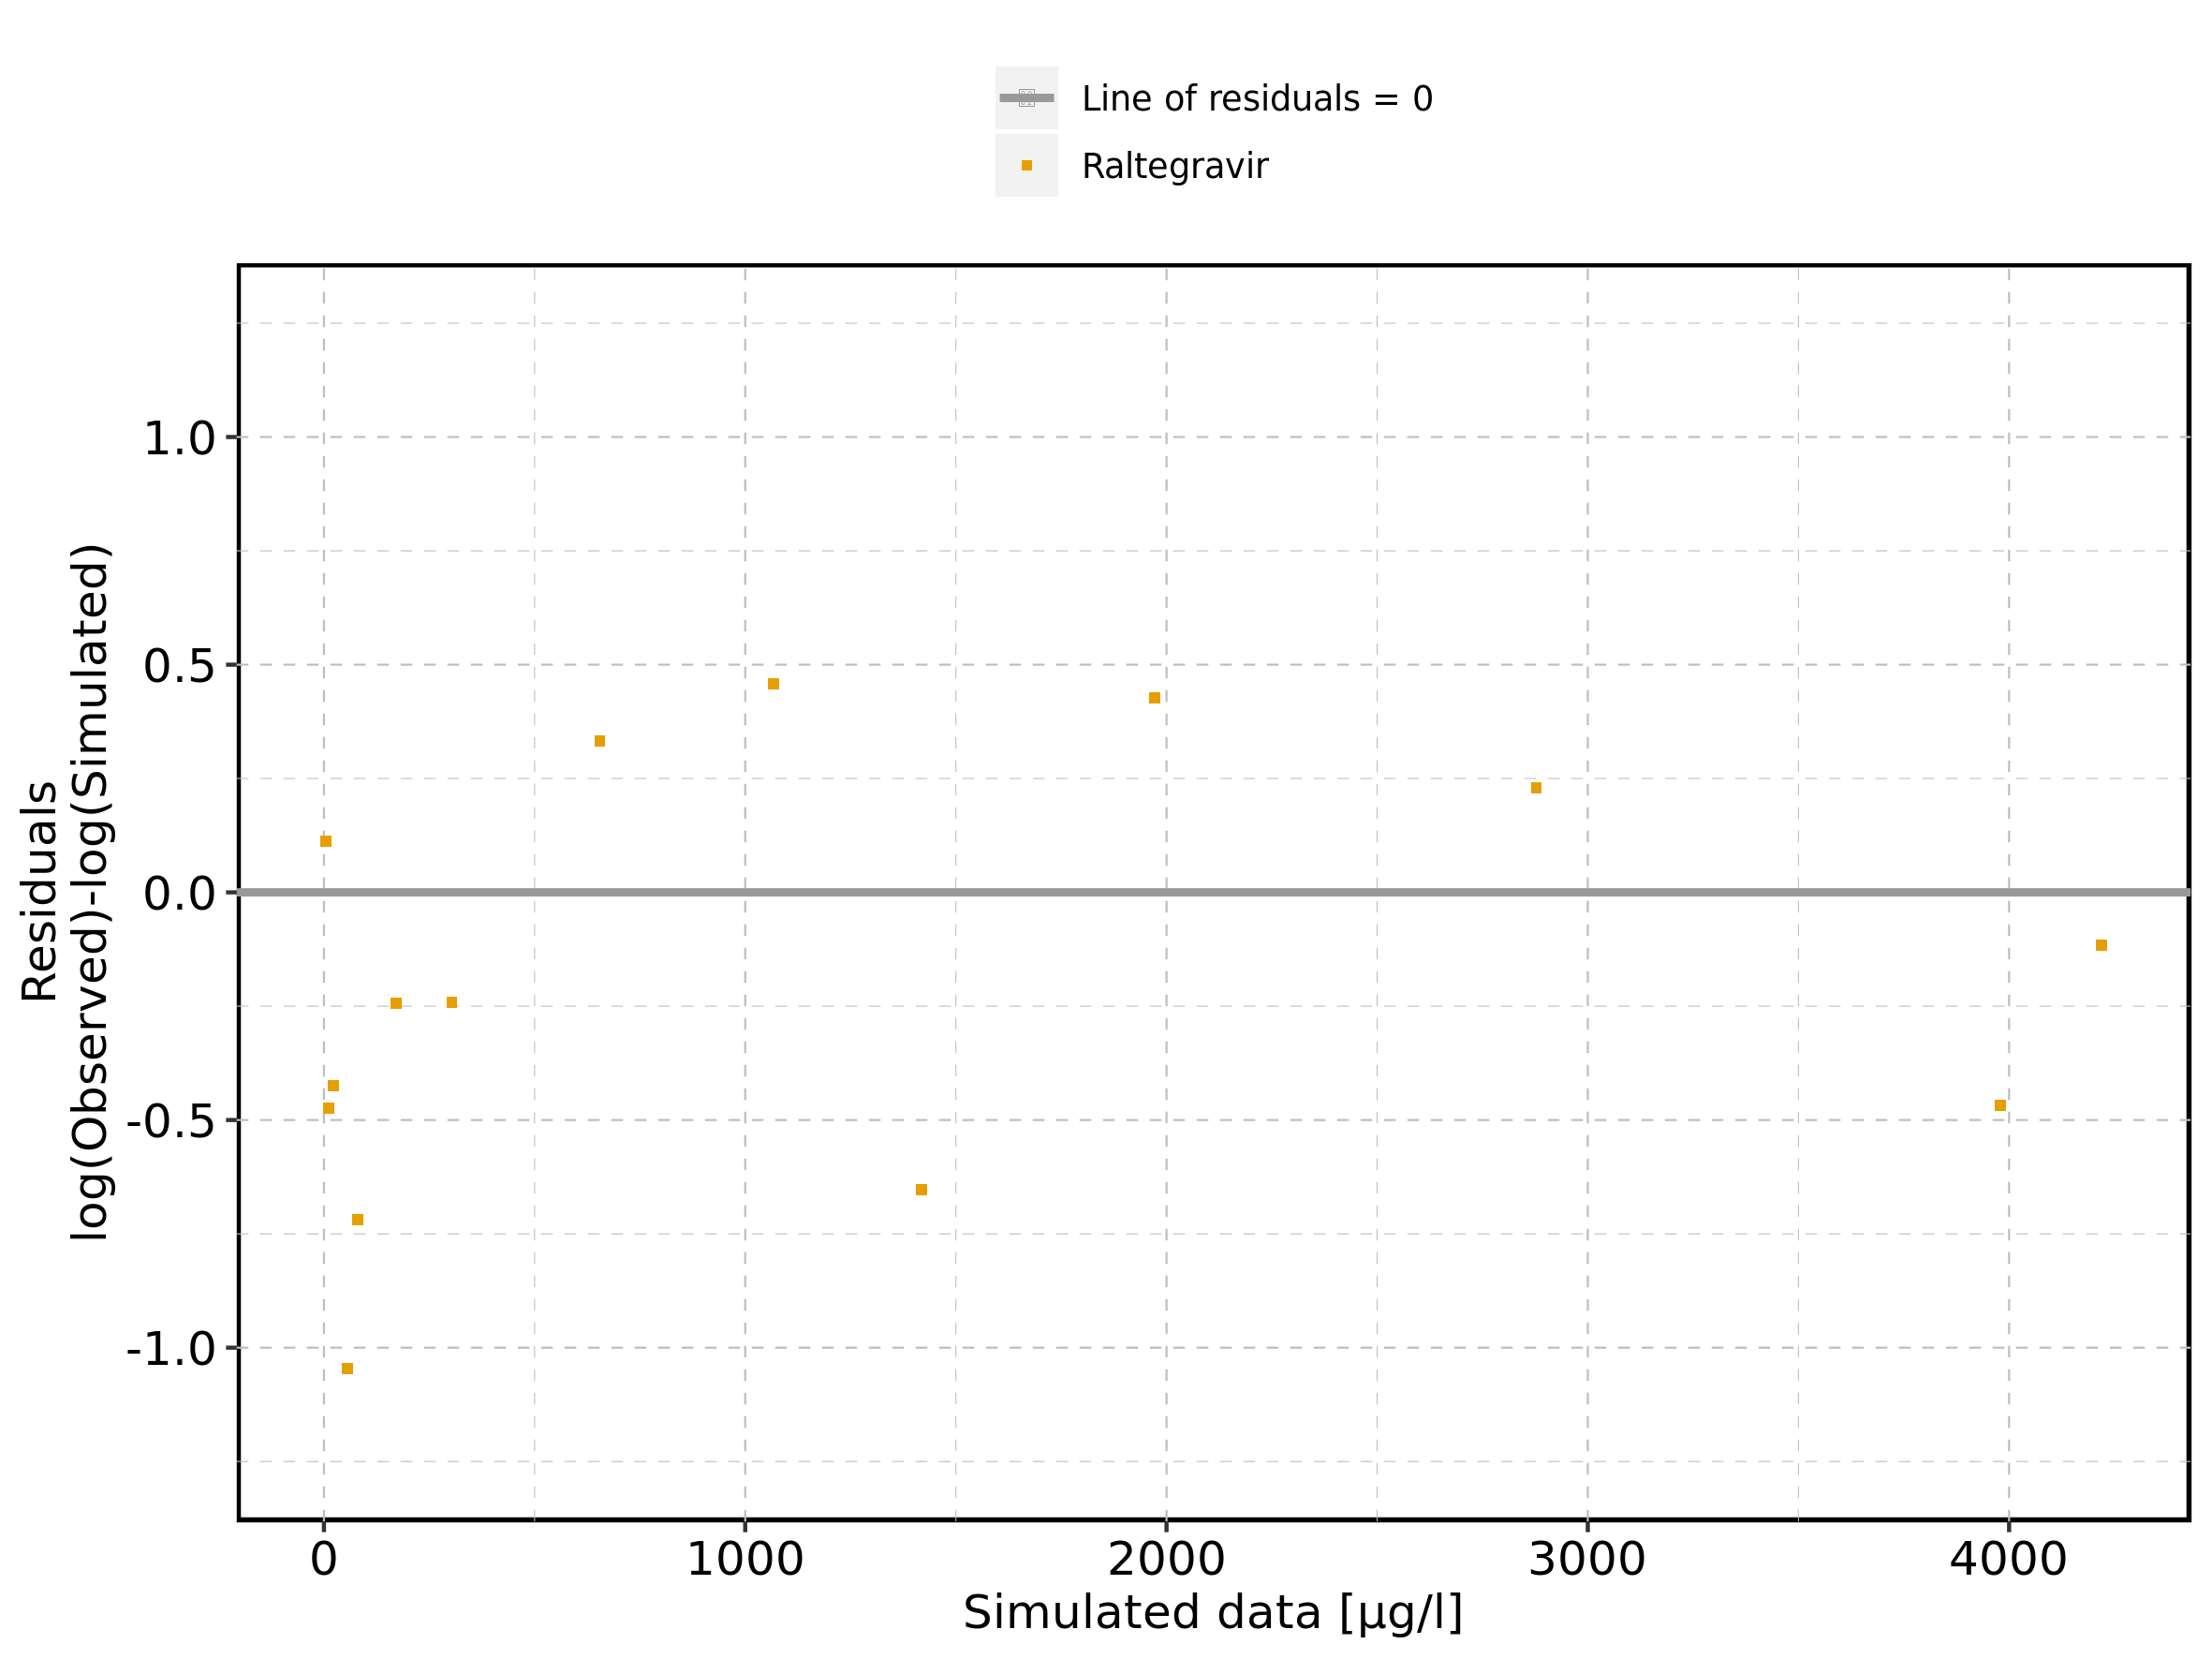 Line of residuals = 0
Raltegravir
Residuals
log(Observed)-log(Simulated)
1.0
0.5
0.0
-0.5
-1.0
0 1000 2000 3000 4000
Simulated data [µg/l]